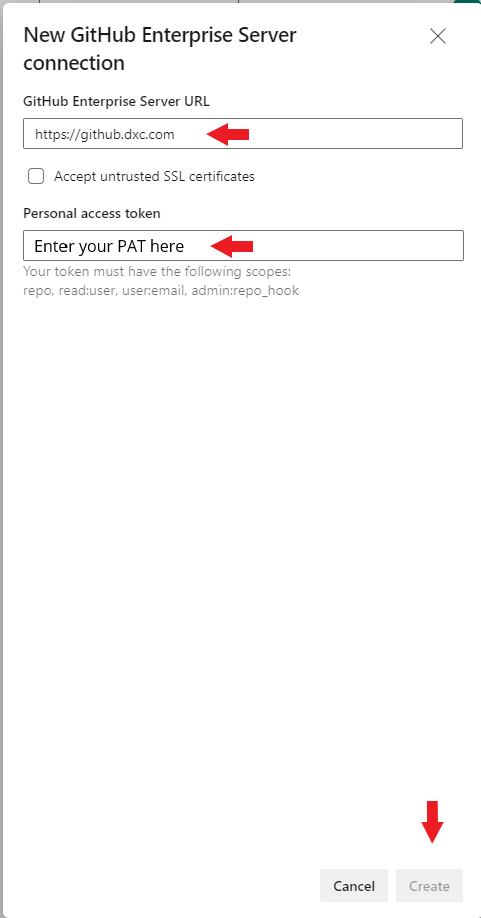 New GitHub Enterprise Server
connection
GitHub Enterprise Server URL
https://github.dxc.com
Accept untrusted SSL certificates
Personal access token
Enter your PAT here
Your token must have the following scopes:
repo, read:user, user:email, admin:repo_hook
Cancel Create